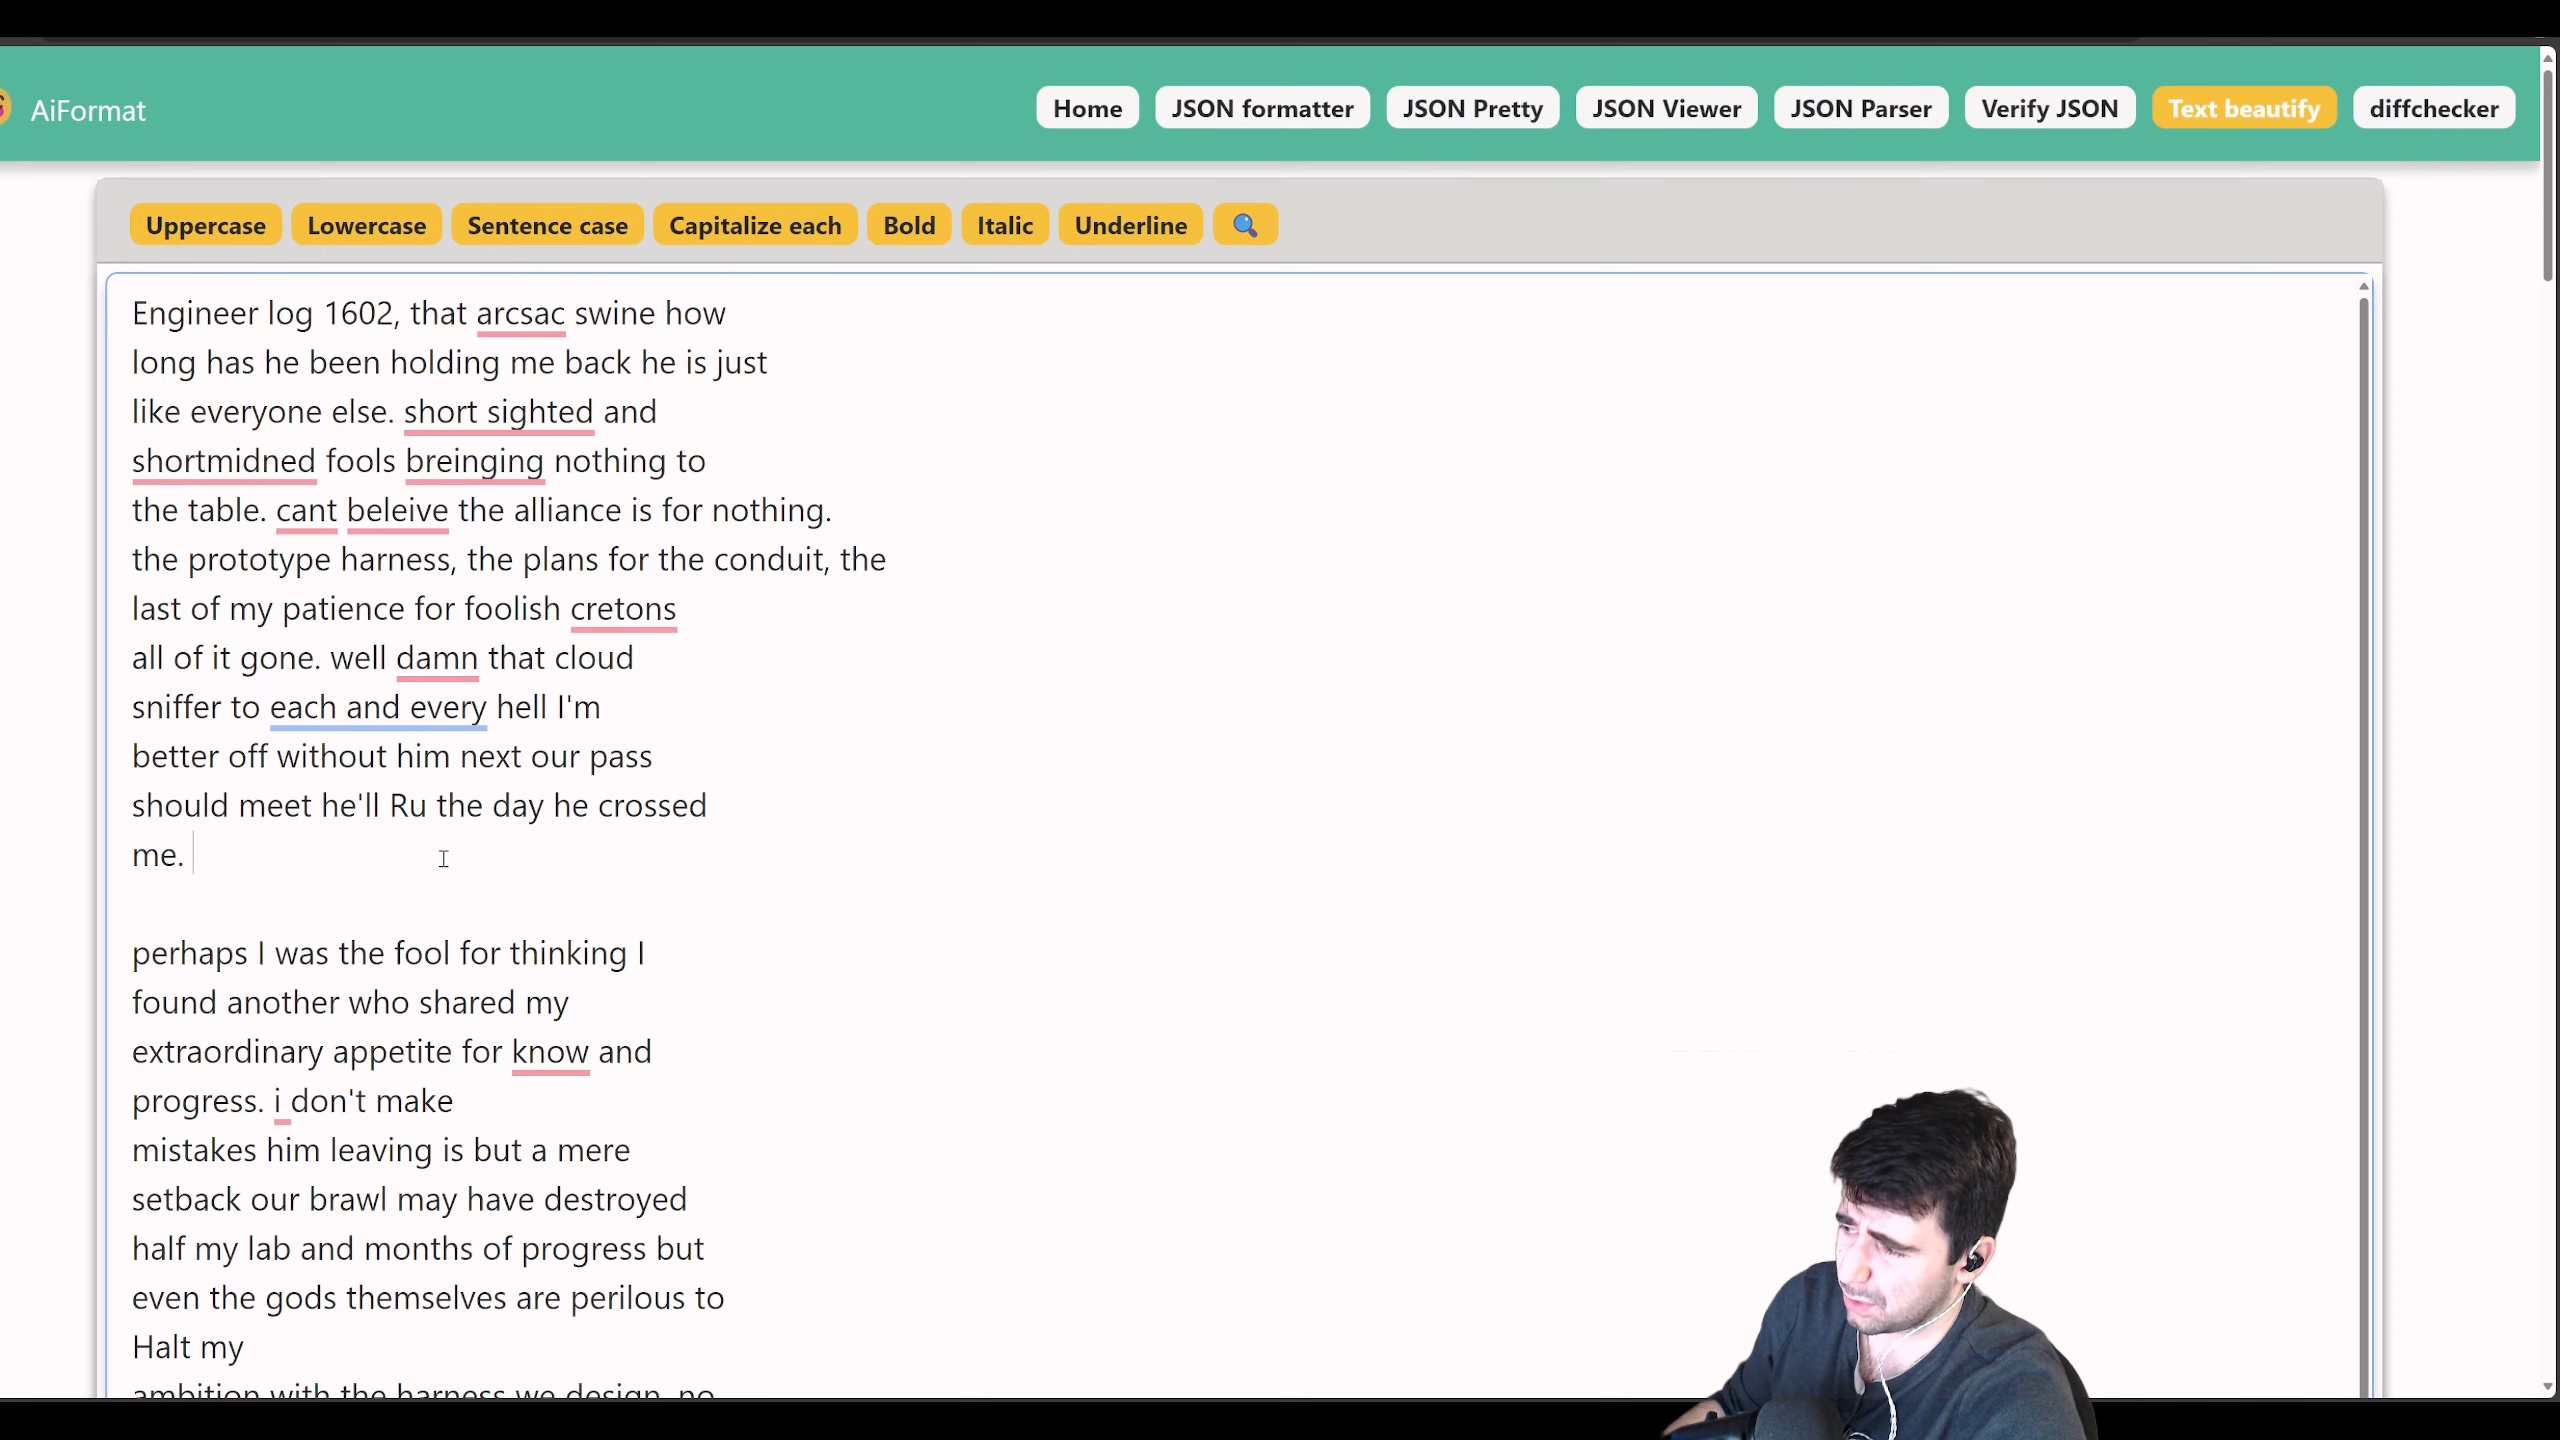 AiFormat
Home JSON formatter JSON Pretty JSON Viewer JSON Parser Verify JSON Text beautify diffchecker
Uppercase Lowercase Sentence case Capitalize each Bold Italic Underline
Engineer log 1602, that arcsac swine how
long has he been holding me back he is just
like everyone else. short sighted and
shortmidned fools breinging nothing to
the table. cant beleive the alliance is for nothing.
the prototype harness, the plans for the conduit, the
last of my patience for foolish cretons
all of it gone. well damn that cloud
sniffer to each and every hell I'm
better off without him next our pass
should meet he'll Ru the day he crossed
me.
perhaps I was the fool for thinking I
found another who shared my
extraordinary appetite for know and
progress. i don't make
mistakes him leaving is but a mere
setback our brawl may have destroyed
half my lab and months of progress but
even the gods themselves are perilous to
Halt my
ambition with the harness we design, no